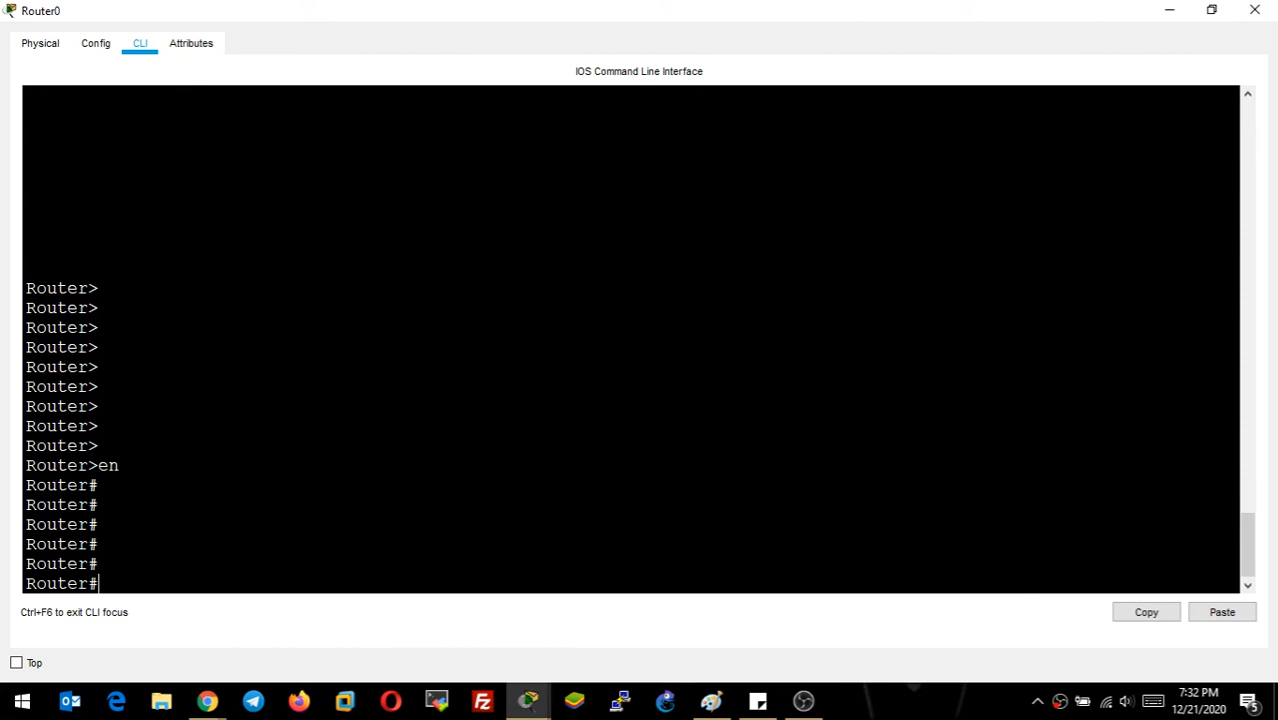 Router0
Physical Config CLI Attributes
IOS Command Line Interface
Router>
Router>
Router>
Router>
Router>
Router>
Router>
Router>
Router>
Router>en
Router#
Router#
Router#
Router#
Router#
Router#
Ctrl+F6 to exit CLI focus
Copy Paste
Top
7:32 PM
12/21/2020
5